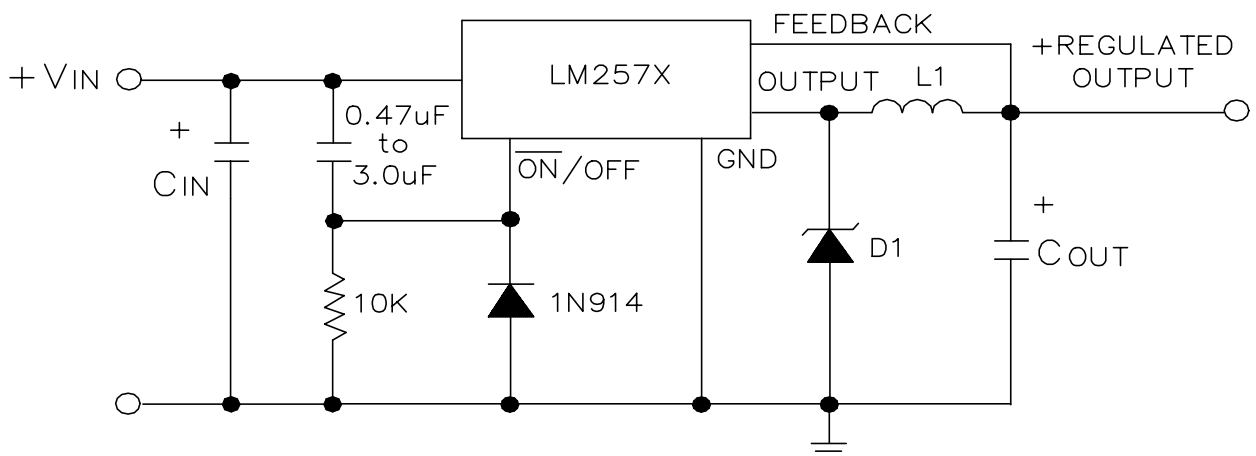 FEEDBACK
+REGULATED
OUTPUT
LM257X
OUTPUT
L1
+VIN
0.47uF
to
3.0uF
+
CIN
ON/OFF
GND
+
COUT
D1
10K
1N914